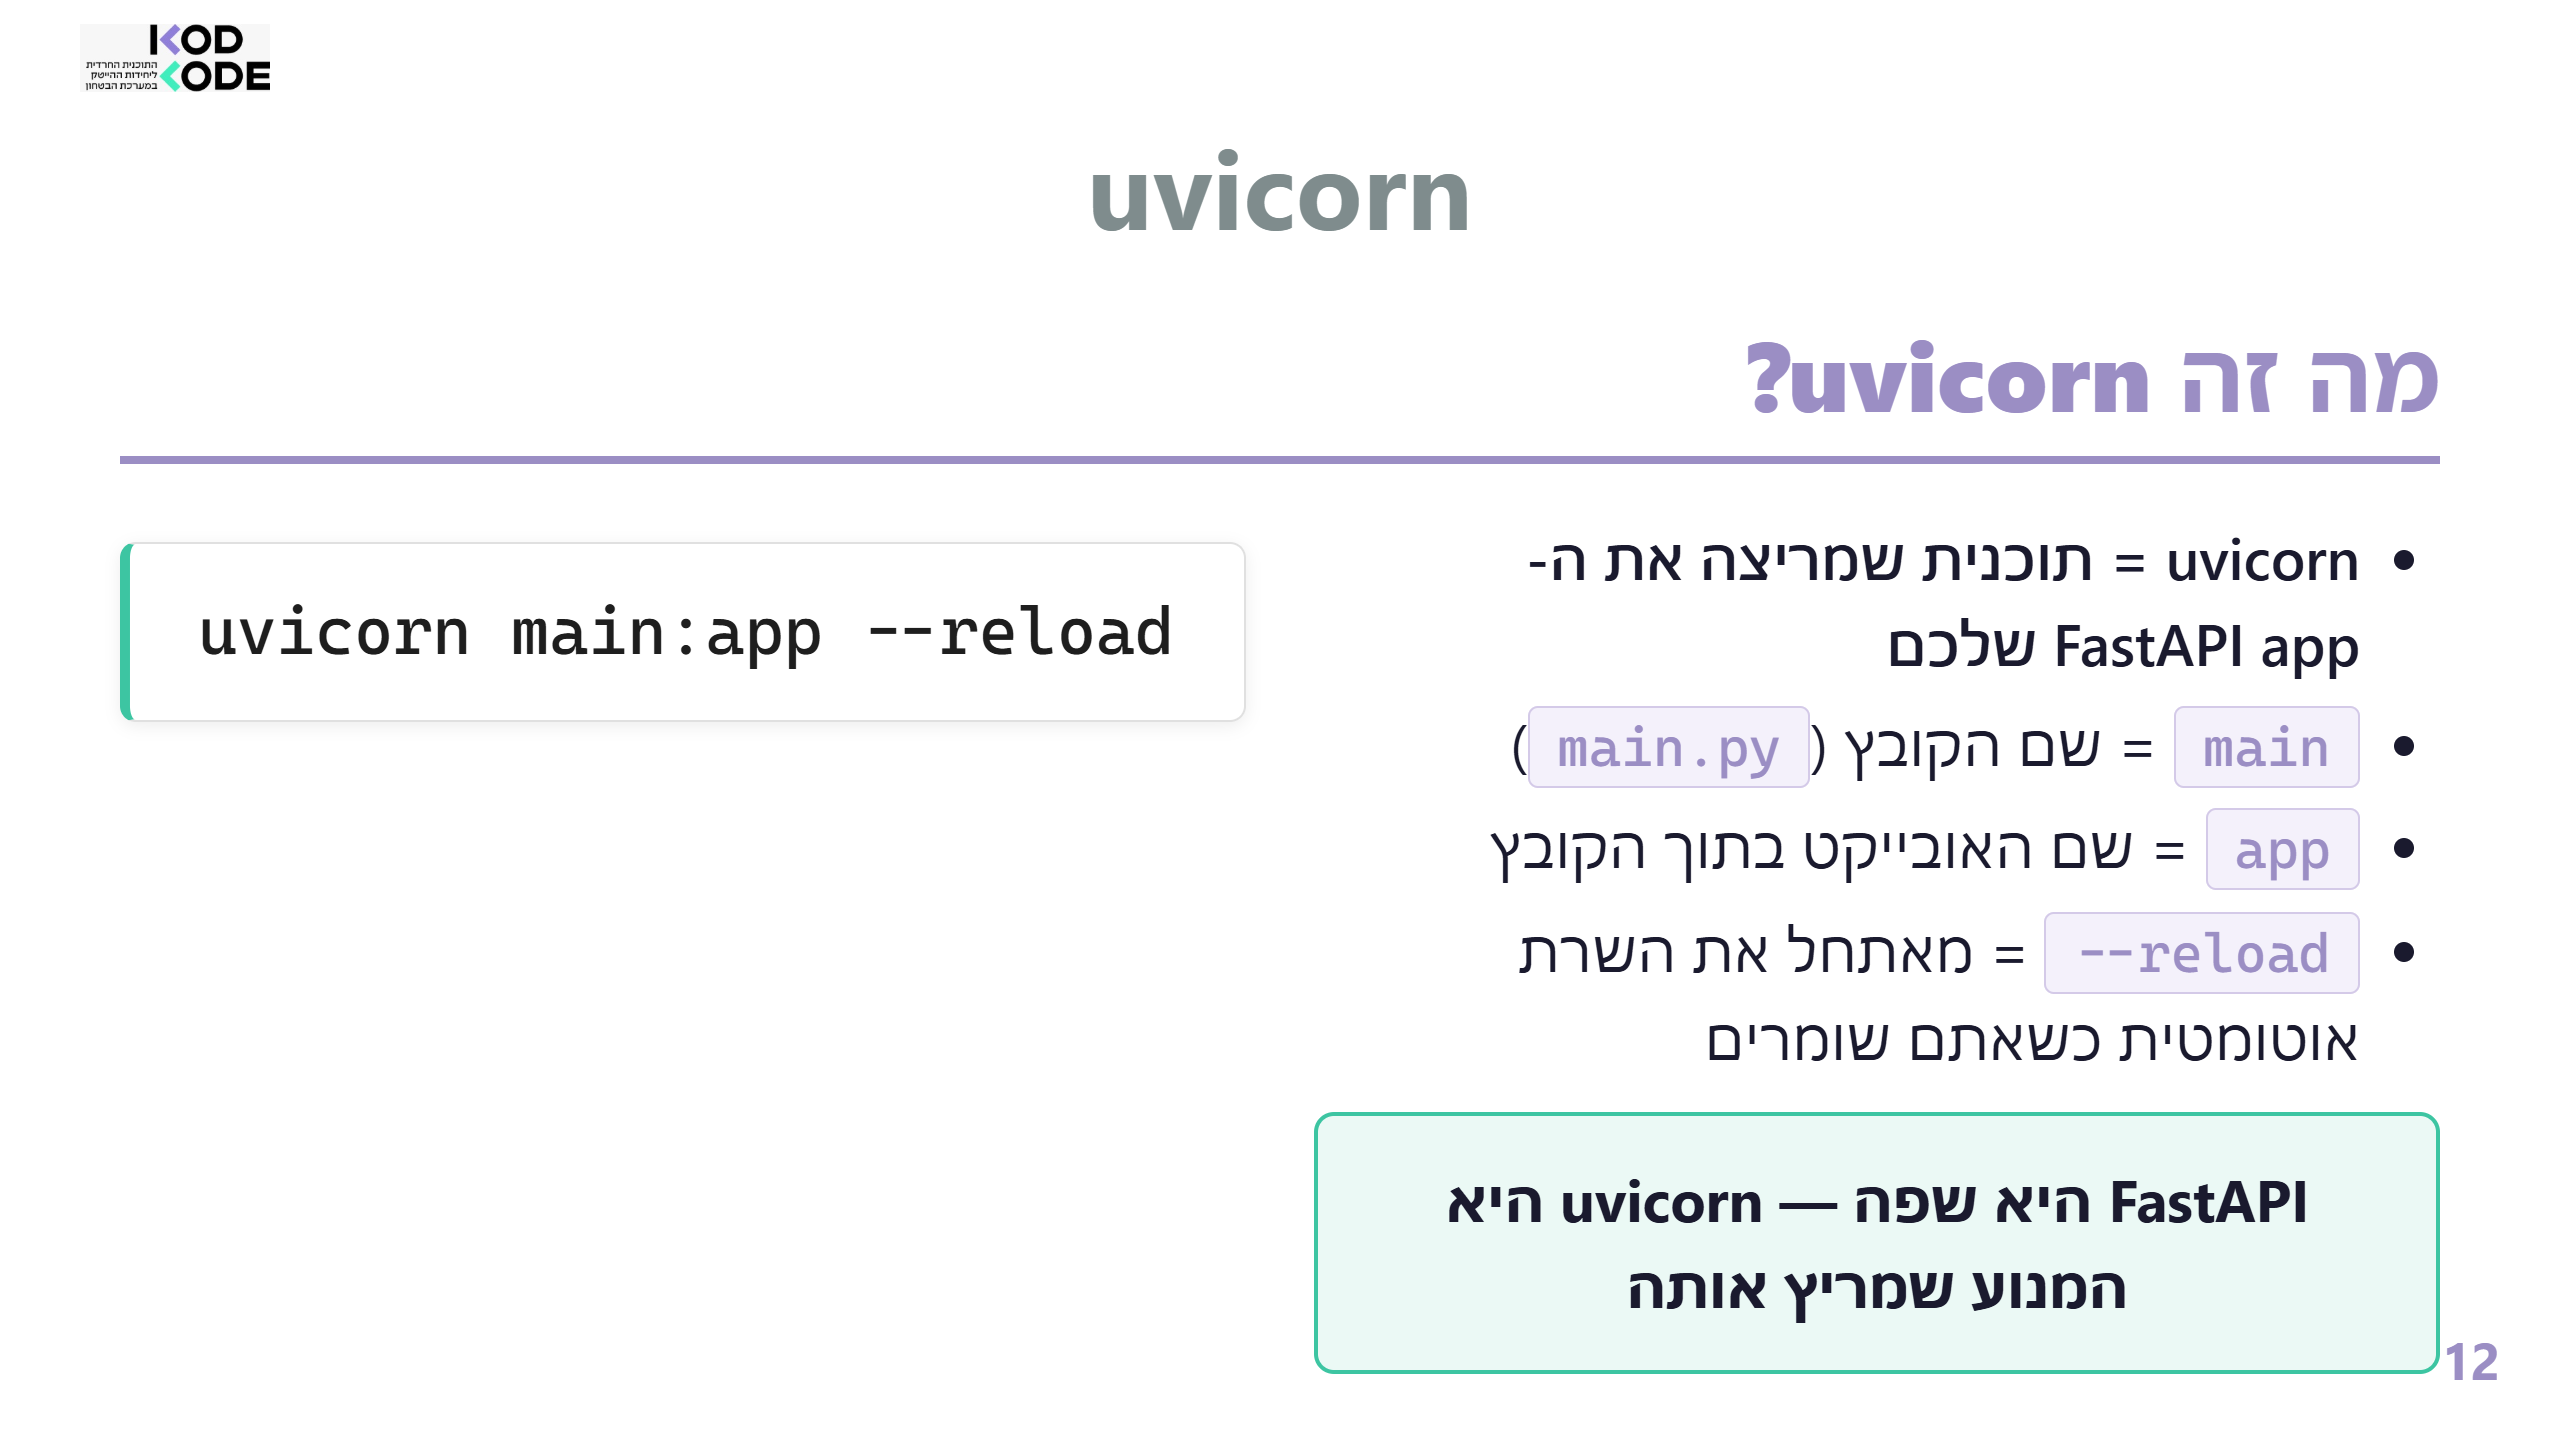 KOD
KODE
התוכנית החרדית
ליחידות ההייטק
במערכת הבטחון
uvicorn
מה זה uvicorn?
• uvicorn = תוכנית שמריצה את ה-
FastAPI app שלכם
• main = שם הקובץ (main.py)
• app = שם האובייקט בתוך הקובץ
• --reload = מאתחל את השרת
אוטומטית כשאתם שומרים
FastAPI היא שפה — uvicorn היא
המנוע שמריץ אותה
uvicorn main:app --reload
12